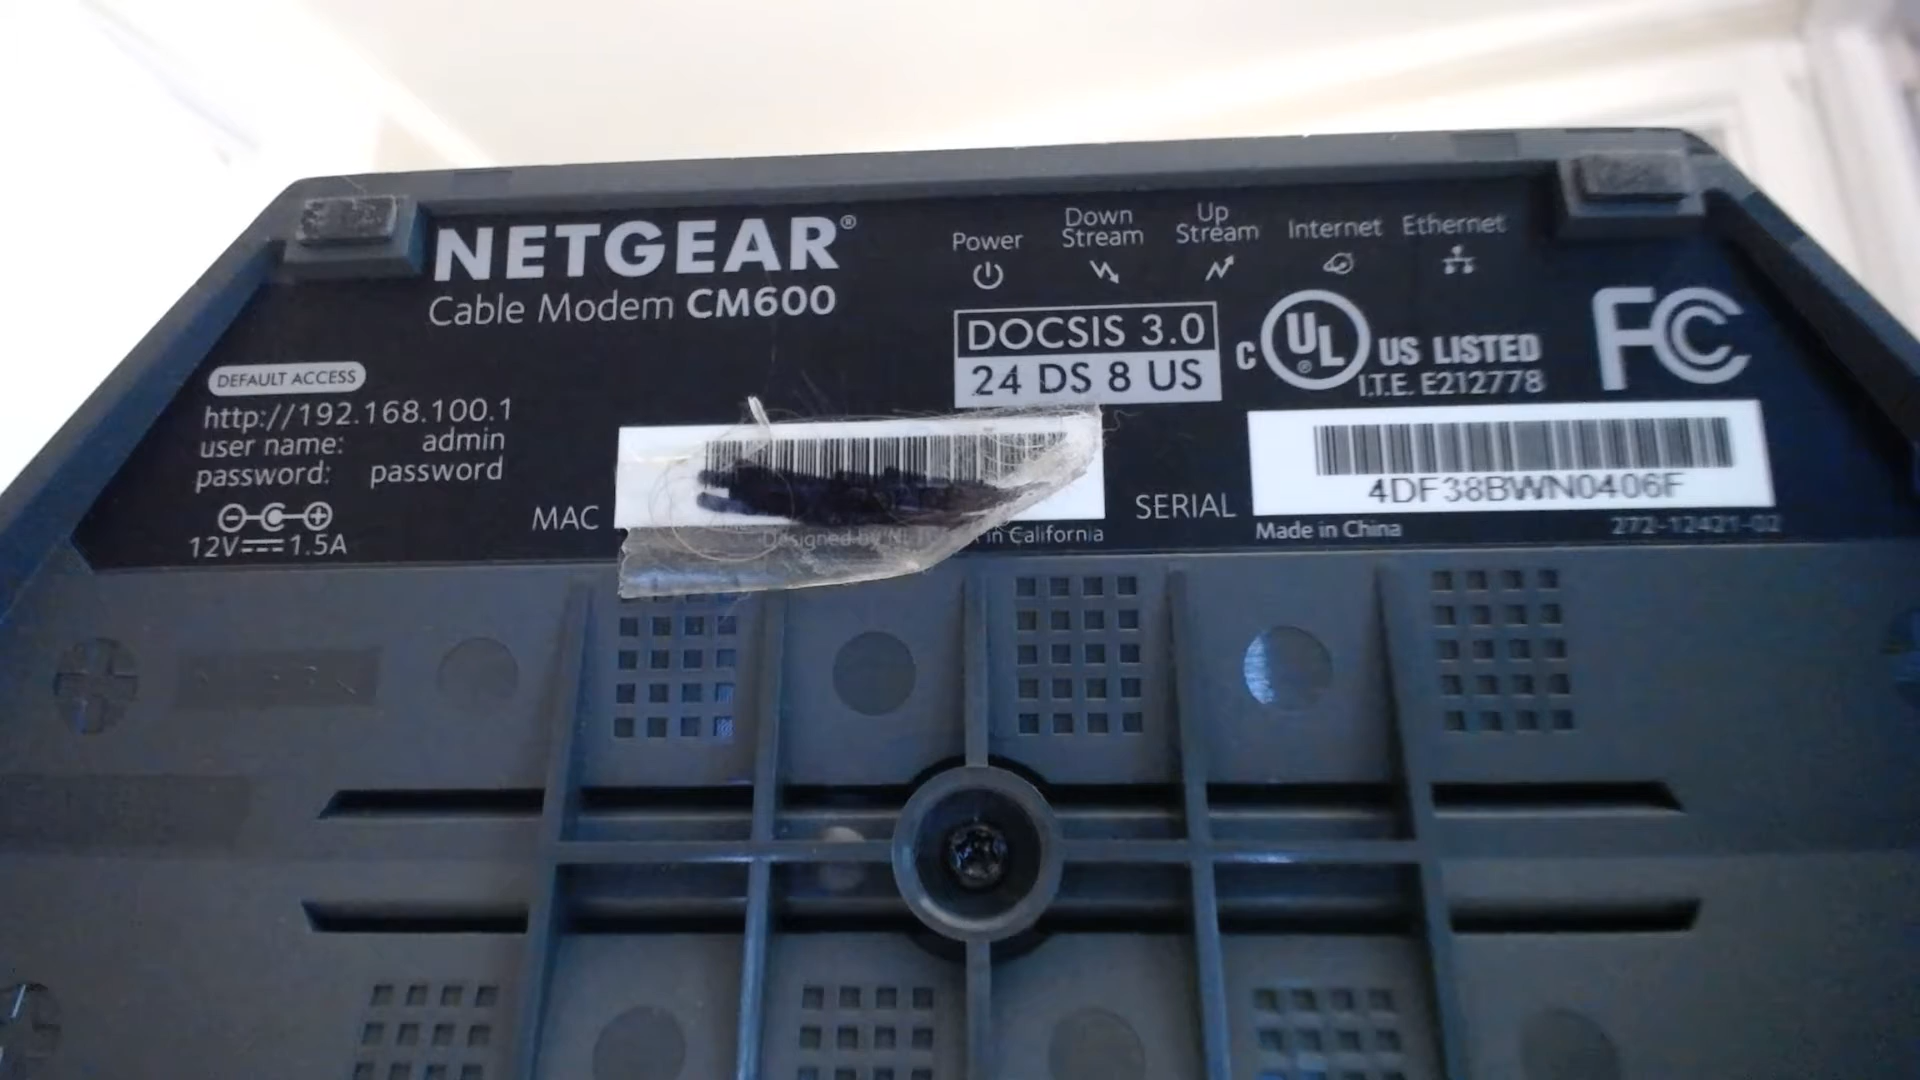 NETGEAR®
Cable Modem CM600
Power
Down Stream
Up Stream
Internet
Ethernet
DOCSIS 3.0
24 DS 8 US
C UL® US LISTED
I.T.E. E212778
FC
DEFAULT ACCESS
http://192.168.100.1
user name: admin
password: password
12V 1.5A
MAC
SERIAL
4DF38BWN0406F
Designed by in California
Made in China
272-12421-02